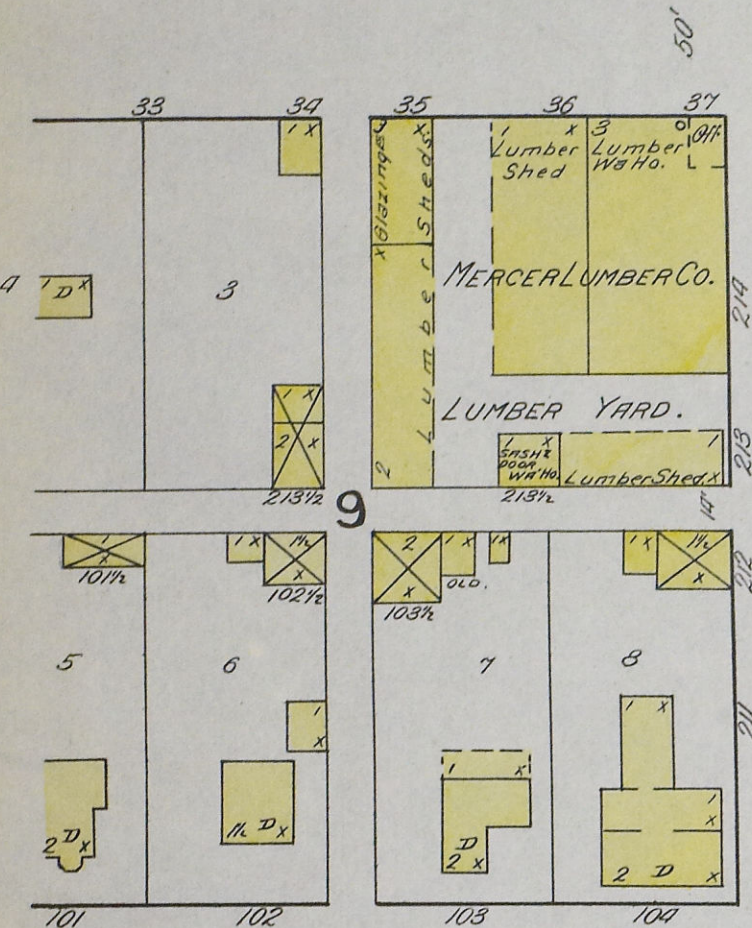 50'
33 34 35 36 37
1 X
Glazing X
X
Lumber Sheds.
1 X
Lumber
Shed
3
Lumber
Wa Ho.
Off.
1 D X
3
MERCER LUMBER CO.
214
1 X
2 X
LUMBER YARD.
2
1 X
SASH &
DOOR
WA. HO.
1
Lumber Shed. X
213
213½
9
213½
14'
1
X
101½
1 X
1½
X
102½
2
X
103½
1 X
OLD.
1 X
1 X
1½
X
212
5
6
7
8
1
X
1 X
211
1 X
2 D X
1½ D X
D
2 X
1
X
2 D X
101 102 103 104